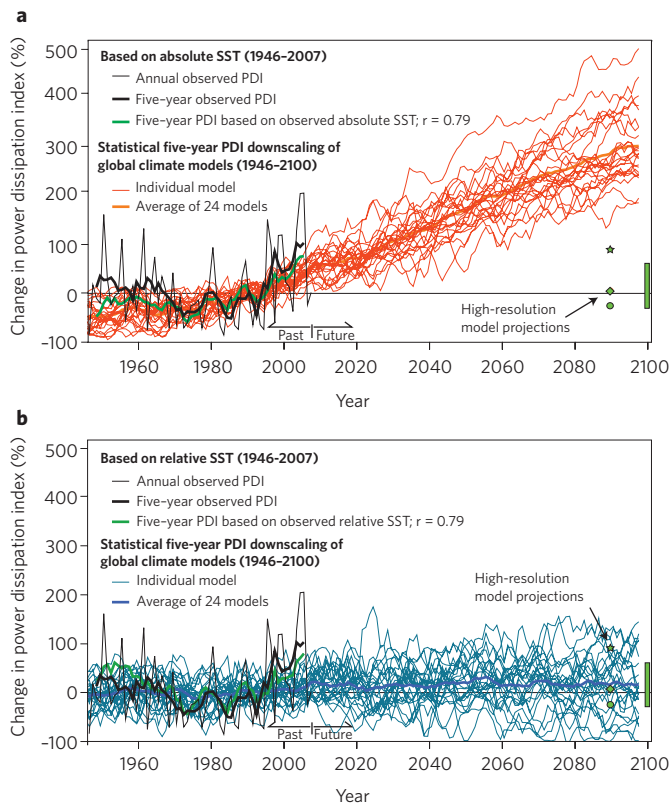 a
Change in power dissipation index (%)
500
400
300
200
100
0
–100
Based on absolute SST (1946–2007)
Annual observed PDI
Five–year observed PDI
Five–year PDI based on observed absolute SST; r = 0.79
Statistical five-year PDI downscaling of
global climate models (1946–2100)
Individual model
Average of 24 models
High-resolution
model projections
Past
Future
1960
1980
2000
2020
2040
2060
2080
2100
Year
b
Change in power dissipation index (%)
500
400
300
200
100
0
–100
Based on relative SST (1946-2007)
Annual observed PDI
Five–year observed PDI
Five–year PDI based on observed relative SST; r = 0.79
Statistical five-year PDI downscaling of
global climate models (1946–2100)
Individual model
Average of 24 models
High-resolution
model projections
Past
Future
1960
1980
2000
2020
2040
2060
2080
2100
Year